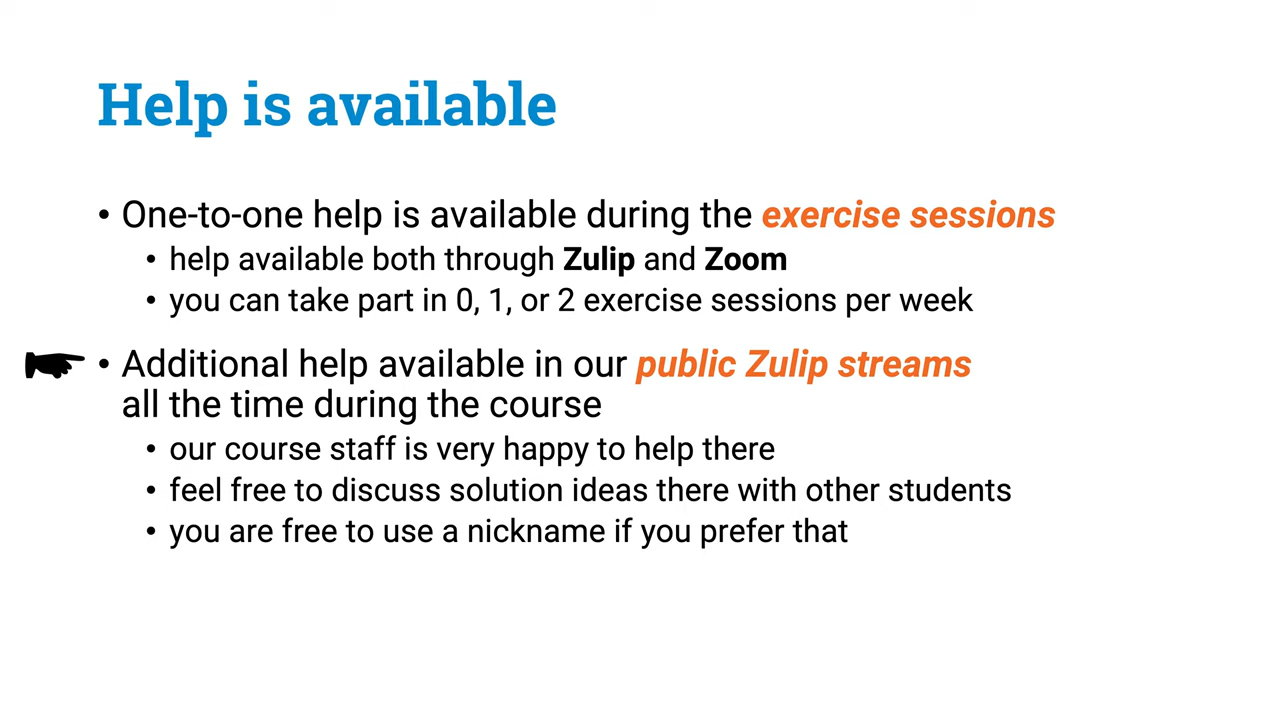 Help is available
• One-to-one help is available during the exercise sessions
• help available both through Zulip and Zoom
• you can take part in 0, 1, or 2 exercise sessions per week
• Additional help available in our public Zulip streams
all the time during the course
• our course staff is very happy to help there
• feel free to discuss solution ideas there with other students
• you are free to use a nickname if you prefer that